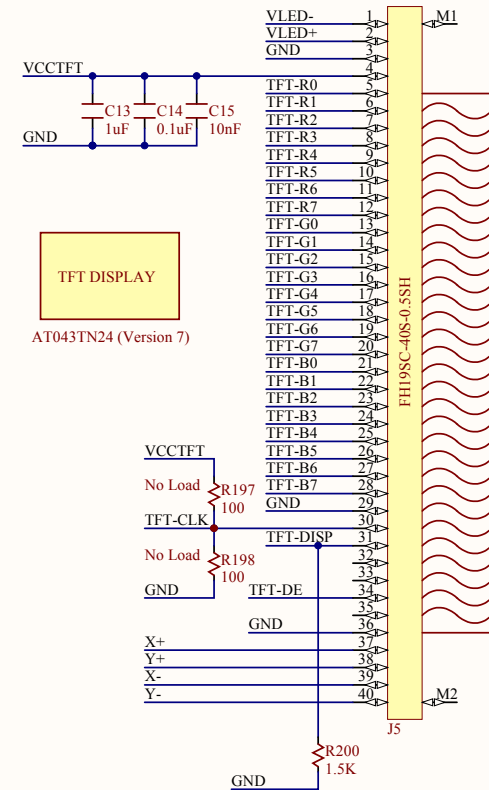 VLED- 1 M1
VLED+ 2
GND 3
VCCTFT 4
TFT-R0 5
C13 C14 C15 TFT-R1 6
1uF 0.1uF 10nF TFT-R2 7
GND TFT-R3 8
TFT-R4 9
TFT-R5 10
TFT-R6 11
TFT-R7 12
TFT-G0 13
TFT-G1 14
TFT DISPLAY TFT-G2 15
TFT-G3 16
TFT-G4 17
TFT-G5 18
AT043TN24 (Version 7) TFT-G6 19
TFT-G7 20
FH19SC-40S-0.5SH
TFT-B0 21
TFT-B1 22
TFT-B2 23
TFT-B3 24
TFT-B4 25
VCCTFT TFT-B5 26
TFT-B6 27
No Load R197 TFT-B7 28
100 GND 29
TFT-CLK 30
TFT-DISP 31
No Load R198 32
100 33
GND TFT-DE 34
35
GND 36
X+ 37
Y+ 38
X- 39
Y- 40 M2
J5
R200
1.5K
GND